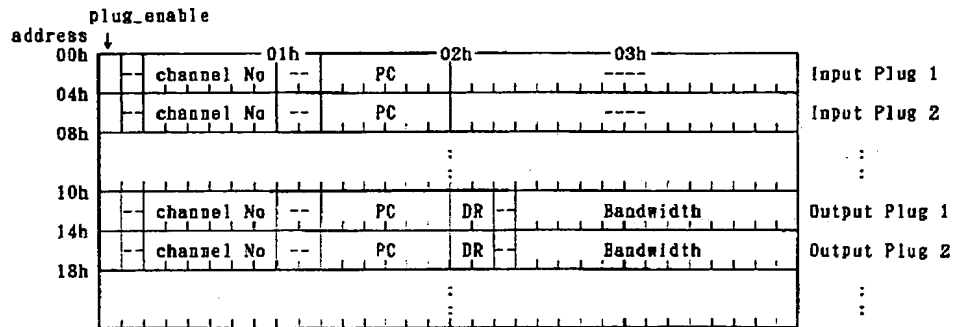 plug_enable
address
00h 01h 02h 03h
-- channel No -- PC ---- Input Plug 1
04h
-- channel No -- PC ---- Input Plug 2
08h
10h
-- channel No -- PC DR -- Bandwidth Output Plug 1
14h
-- channel No -- PC DR -- Bandwidth Output Plug 2
18h